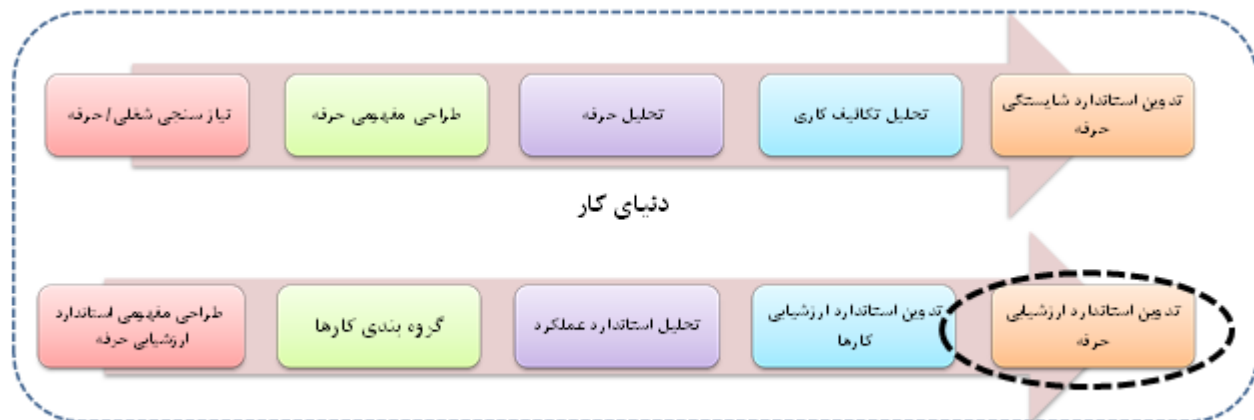 نیاز سنجی شغلی/ حرفه
طراحی مفهومی حرفه
تحلیل حرفه
تحلیل تکالیف کاری
تدوین استاندارد شایستگی
حرفه
دنیای کار
طراحی مفهومی استاندارد
ارزشیابی حرفه
گروه بندی کارها
تحلیل استاندارد عملکرد
تدوین استاندارد ارزشیابی
کارها
تدوین استاندارد ارزشیابی
حرفه